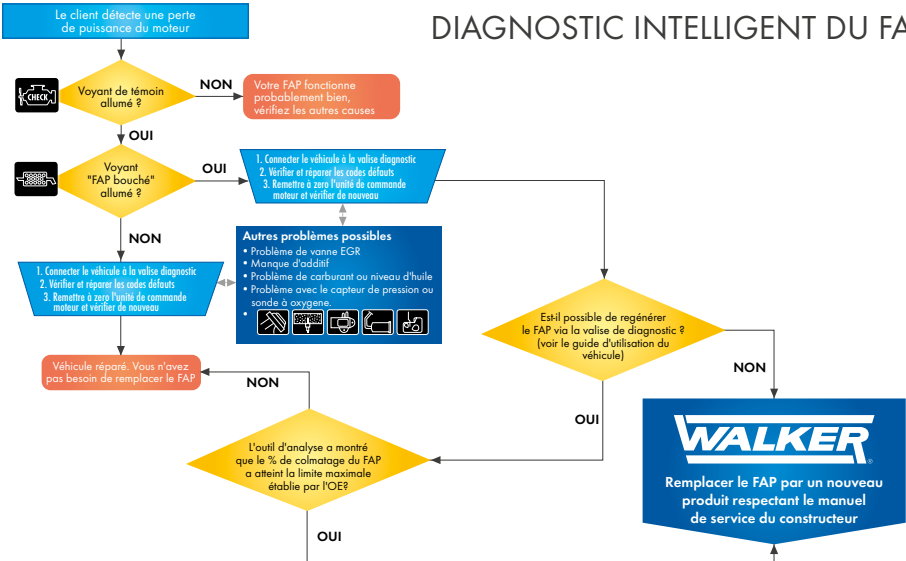 DIAGNOSTIC INTELLIGENT DU FA
Le client détecte une perte
de puissance du moteur
CHECK
Voyant de témoin
allumé ?
NON
Votre FAP fonctionne
probablement bien,
vérifiez les autres causes
OUI
Voyant
"FAP bouché"
allumé ?
OUI
1. Connecter le véhicule à la valise diagnostic
2. Vérifier et réparer les codes défauts
3. Remettre à zero l'unité de commande
moteur et vérifier de nouveau
NON
Autres problèmes possibles
• Problème de vanne EGR
• Manque d'additif
• Problème de carburant ou niveau d'huile
• Problème avec le capteur de pression ou
sonde à oxygene.
•
1. Connecter le véhicule à la valise diagnostic
2. Vérifier et réparer les codes défauts
3. Remettre à zero l'unité de commande
moteur et vérifier de nouveau
Est-il possible de regénérer
le FAP via la valise de diagnostic ?
(voir le guide d'utilisation du
véhicule)
NON
OUI
Véhicule réparé. Vous n'avez
pas besoin de remplacer le FAP
NON
L'outil d'analyse a montré
que le % de colmatage du FAP
a atteint la limite maximale
établie par l'OE?
OUI
WALKER®
Remplacer le FAP par un nouveau
produit respectant le manuel
de service du constructeur